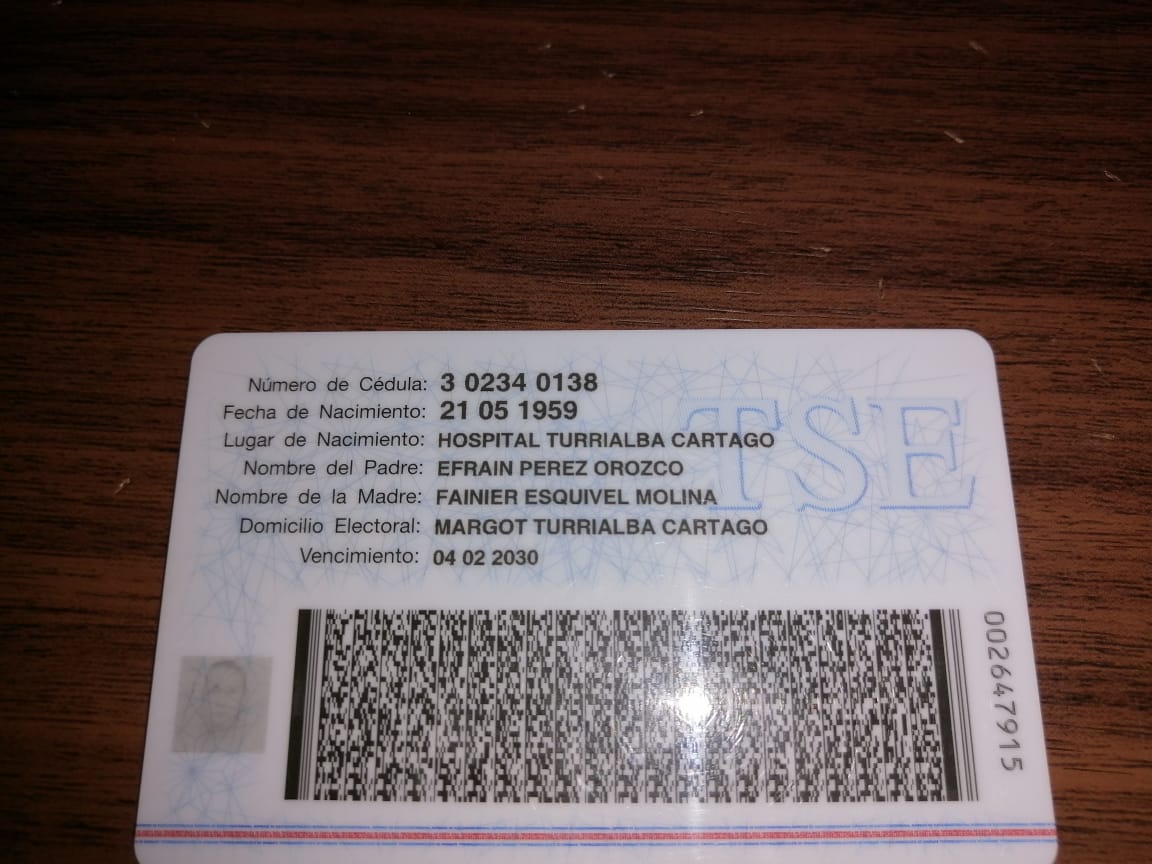 Número de Cédula: 3 0234 0138
Fecha de Nacimiento: 21 05 1959
Lugar de Nacimiento: HOSPITAL TURRIALBA CARTAGO
Nombre del Padre: EFRAIN PEREZ OROZCO
Nombre de la Madre: FAINIER ESQUIVEL MOLINA
Domicilio Electoral: MARGOT TURRIALBA CARTAGO
Vencimiento: 04 02 2030
TSE
002647915